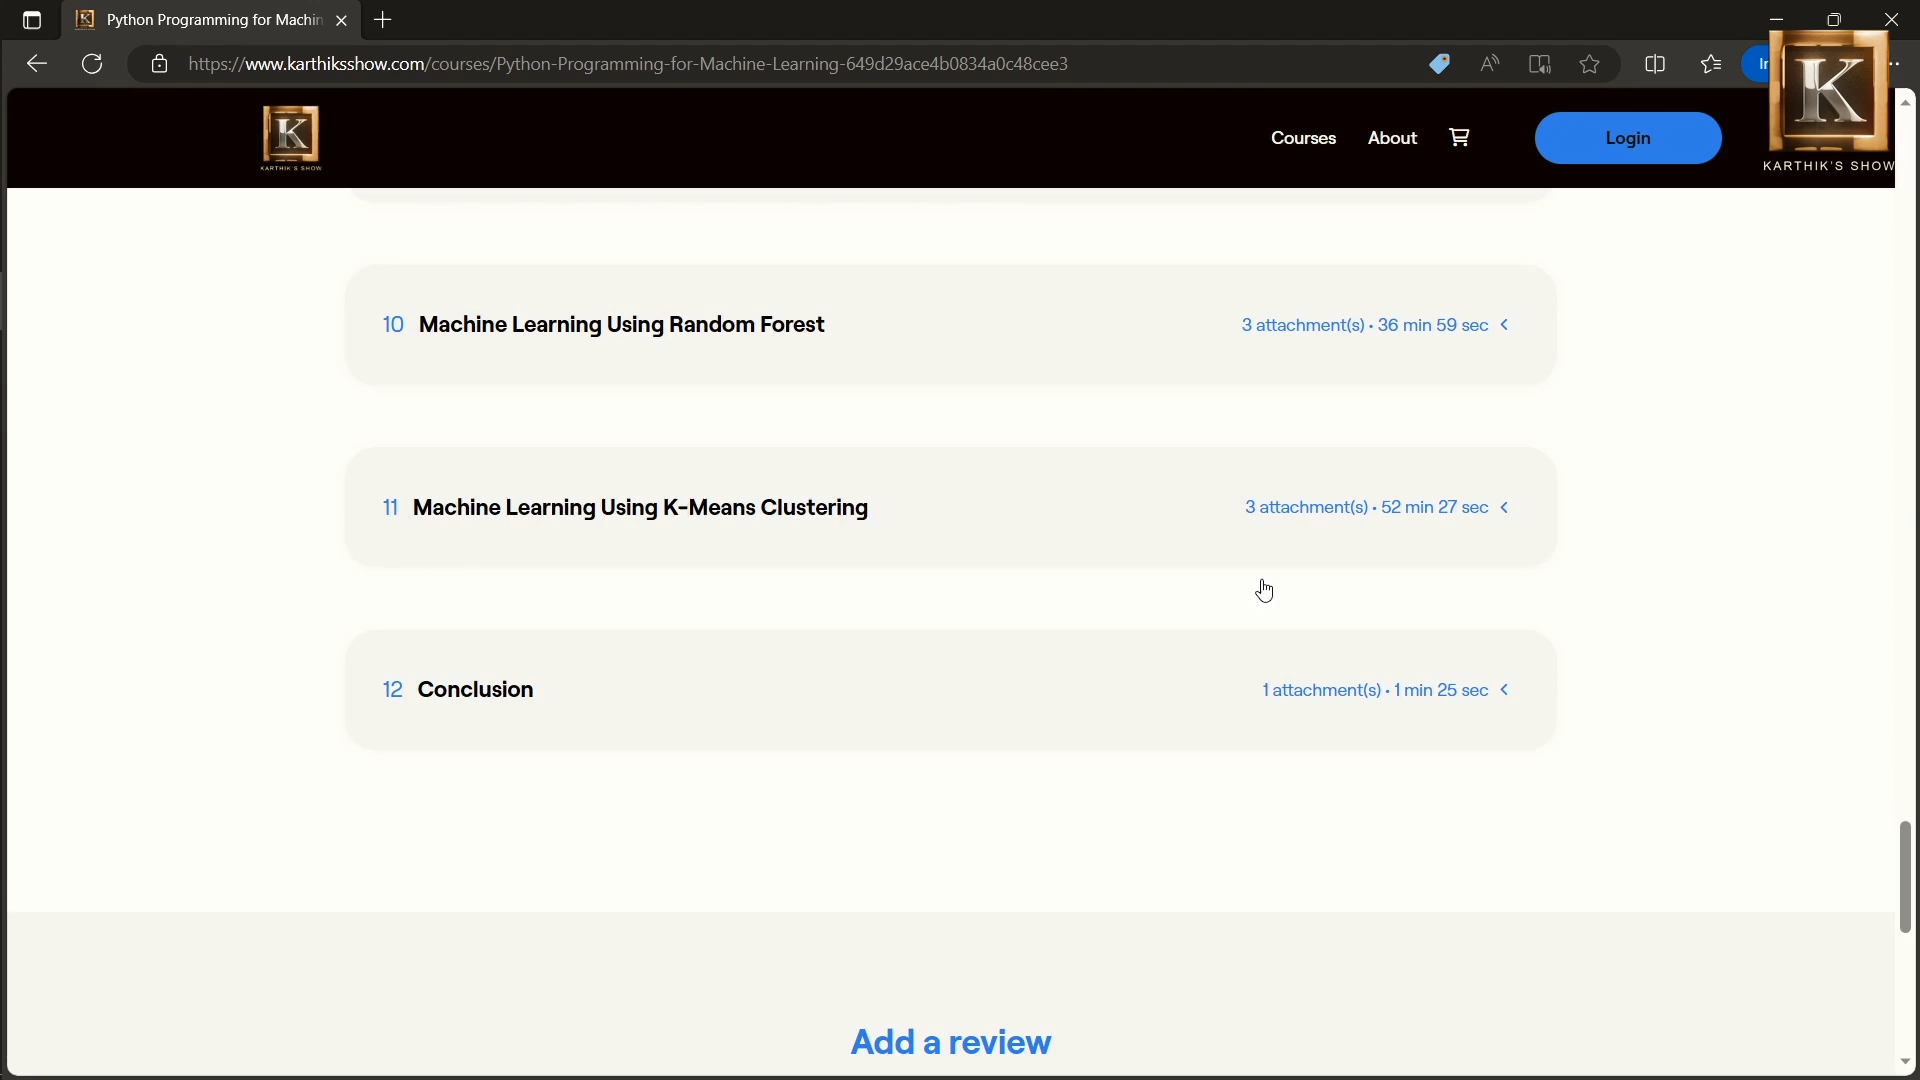 Python Programming for Machin
https://www.karthiksshow.com/courses/Python-Programming-for-Machine-Learning-649d29ace4b0834a0c48cee3
K
KARTHIK'S SHOW
Courses
About
Login
K
KARTHIK'S SHOW
10 Machine Learning Using Random Forest
3 attachment(s) • 36 min 59 sec
11 Machine Learning Using K-Means Clustering
3 attachment(s) • 52 min 27 sec
12 Conclusion
1 attachment(s) • 1 min 25 sec
Add a review